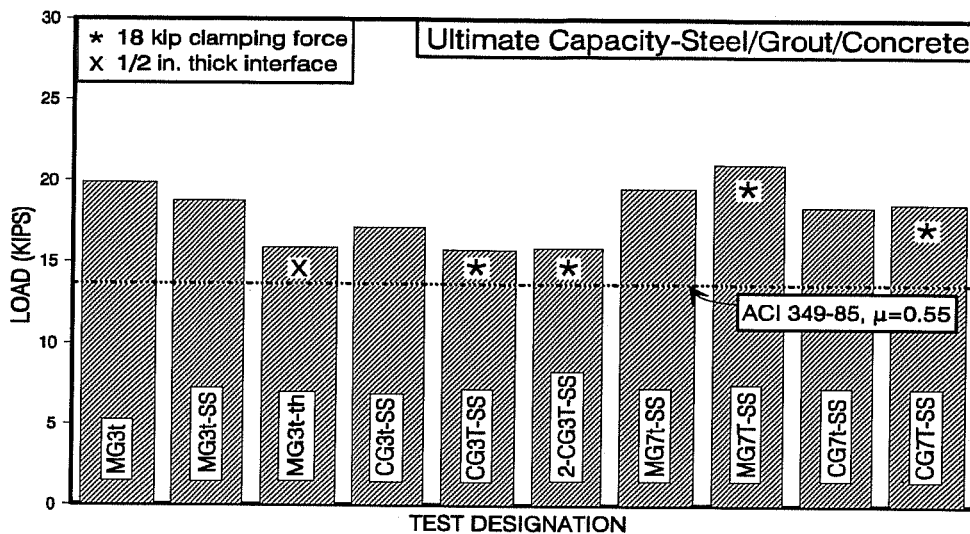 30
25
20
15
10
5
0
LOAD (KIPS)
* 18 kip clamping force
x 1/2 in. thick interface
Ultimate Capacity-Steel/Grout/Concrete
*
x
*
*
*
*
ACI 349-85, μ=0.55
MG3t
MG3t-SS
MG3t-th
CG3t-SS
CG3T-SS
2-CG3T-SS
MG7t-SS
MG7T-SS
CG7t-SS
CG7T-SS
TEST DESIGNATION